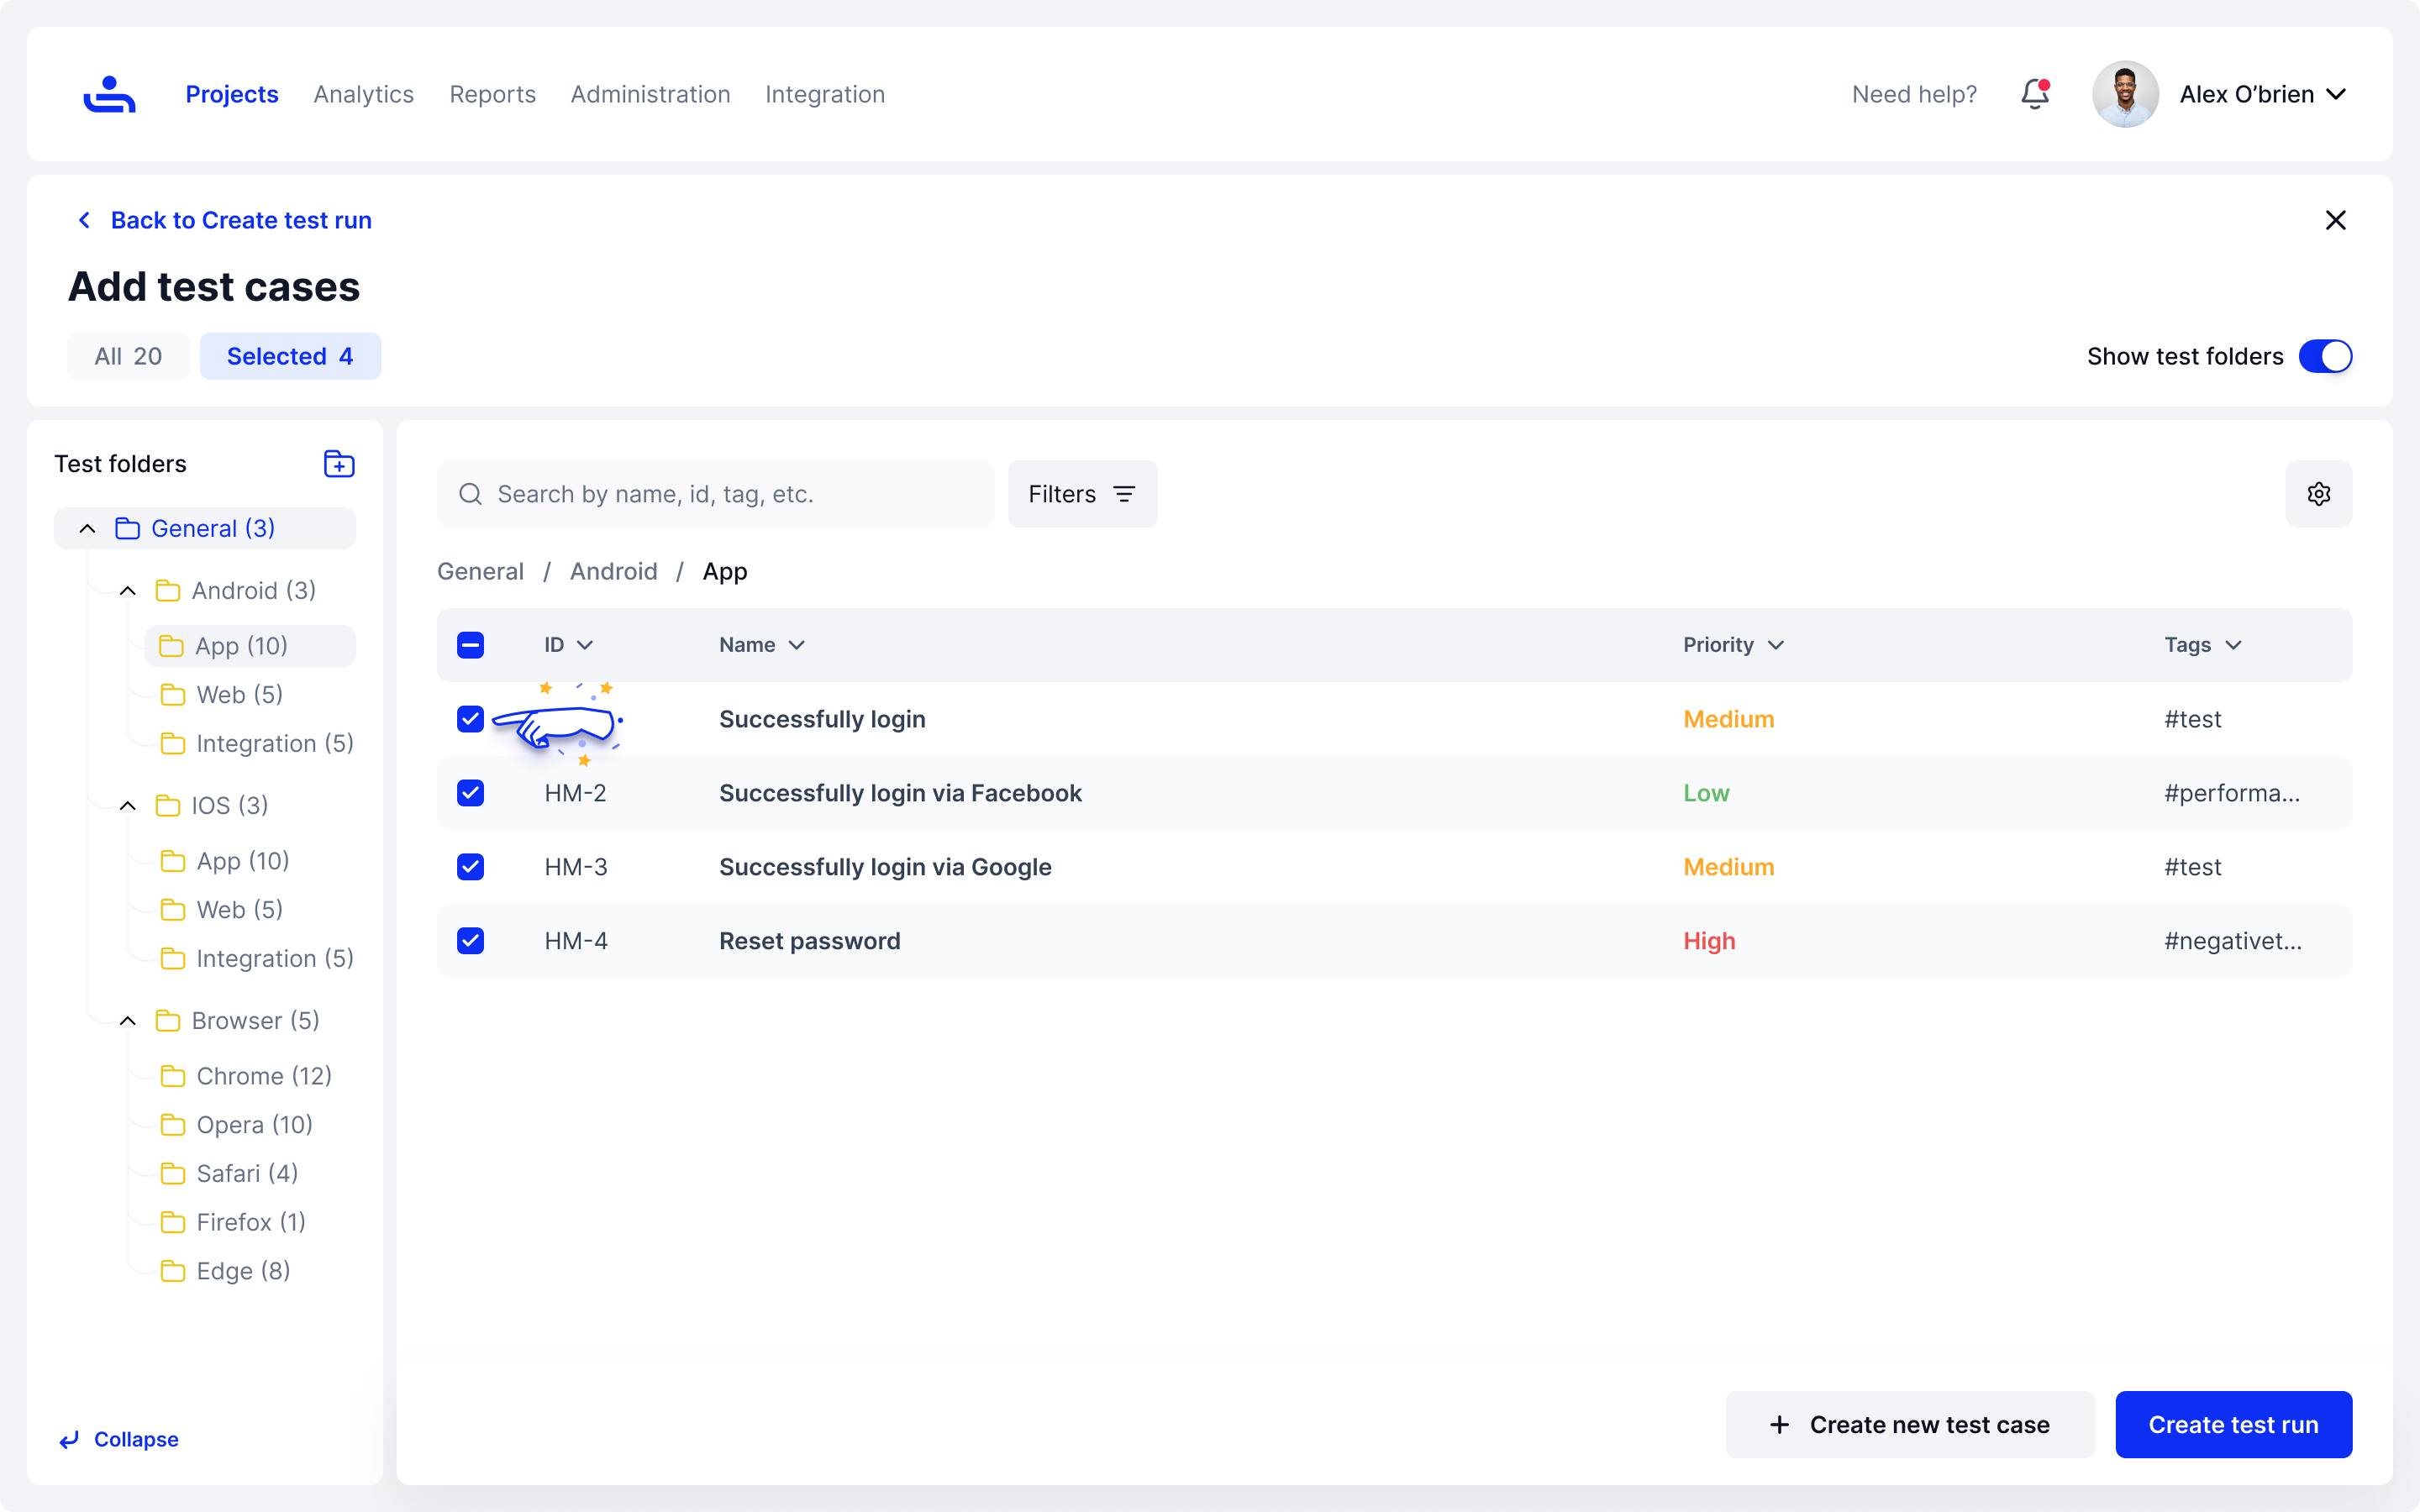 Projects Analytics Reports Administration Integration Need help? Alex O’brien
Back to Create test run
Add test cases
All 20 Selected 4 Show test folders
Test folders
General (3)
Android (3)
App (10)
Web (5)
Integration (5)
IOS (3)
App (10)
Web (5)
Integration (5)
Browser (5)
Chrome (12)
Opera (10)
Safari (4)
Firefox (1)
Edge (8)
Collapse
Search by name, id, tag, etc. Filters
General / Android / App
ID Name Priority Tags
Successfully login Medium #test
HM-2 Successfully login via Facebook Low #performa...
HM-3 Successfully login via Google Medium #test
HM-4 Reset password High #negativet...
+ Create new test case Create test run